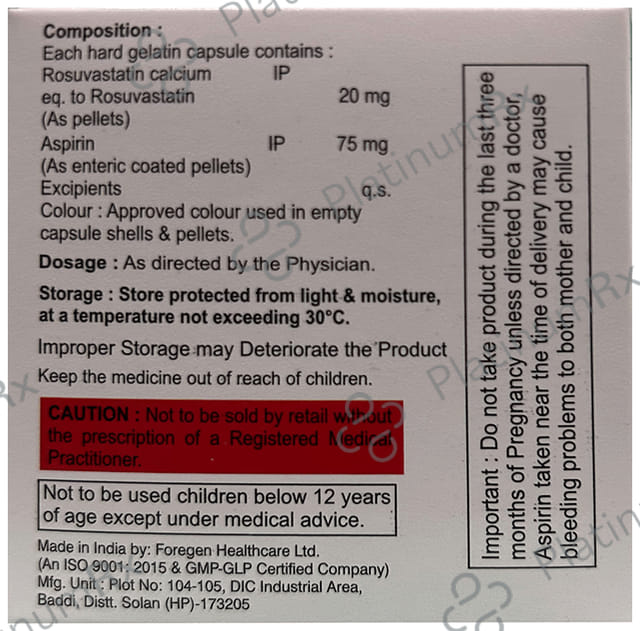 Composition :
Each hard gelatin capsule contains :
Rosuvastatin calcium IP
eq. to Rosuvastatin 20 mg
(As pellets)
Aspirin IP 75 mg
(As enteric coated pellets)
Excipients q.s.
Colour : Approved colour used in empty
capsule shells & pellets.
Dosage : As directed by the Physician.
Storage : Store protected from light & moisture,
at a temperature not exceeding 30°C.
Improper Storage may Deteriorate the Product
Keep the medicine out of reach of children.
CAUTION : Not to be sold by retail without
the prescription of a Registered Medical
Practitioner.
Not to be used children below 12 years
of age except under medical advice.
Made in India by: Foregen Healthcare Ltd.
(An ISO 9001: 2015 & GMP-GLP Certified Company)
Mfg. Unit : Plot No: 104-105, DIC Industrial Area,
Baddi, Distt. Solan (HP)-173205
Important : Do not take product during the last three
months of Pregnancy unless directed by a doctor,
Aspirin taken near the time of delivery may cause
bleeding problems to both mother and child.
PlatinumRx